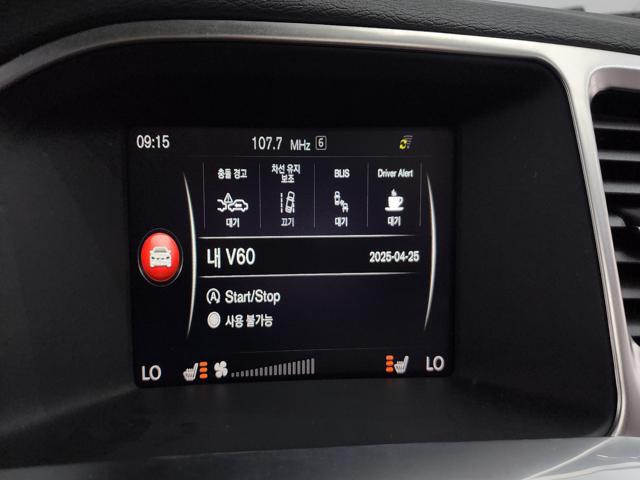 09:15 107.7 MHz 6
충돌 경고 차선 유지 보조 BLIS Driver Alert
대기 끄기 대기 대기
내 V60 2025-04-25
A Start/Stop
사용 불가능
LO LO